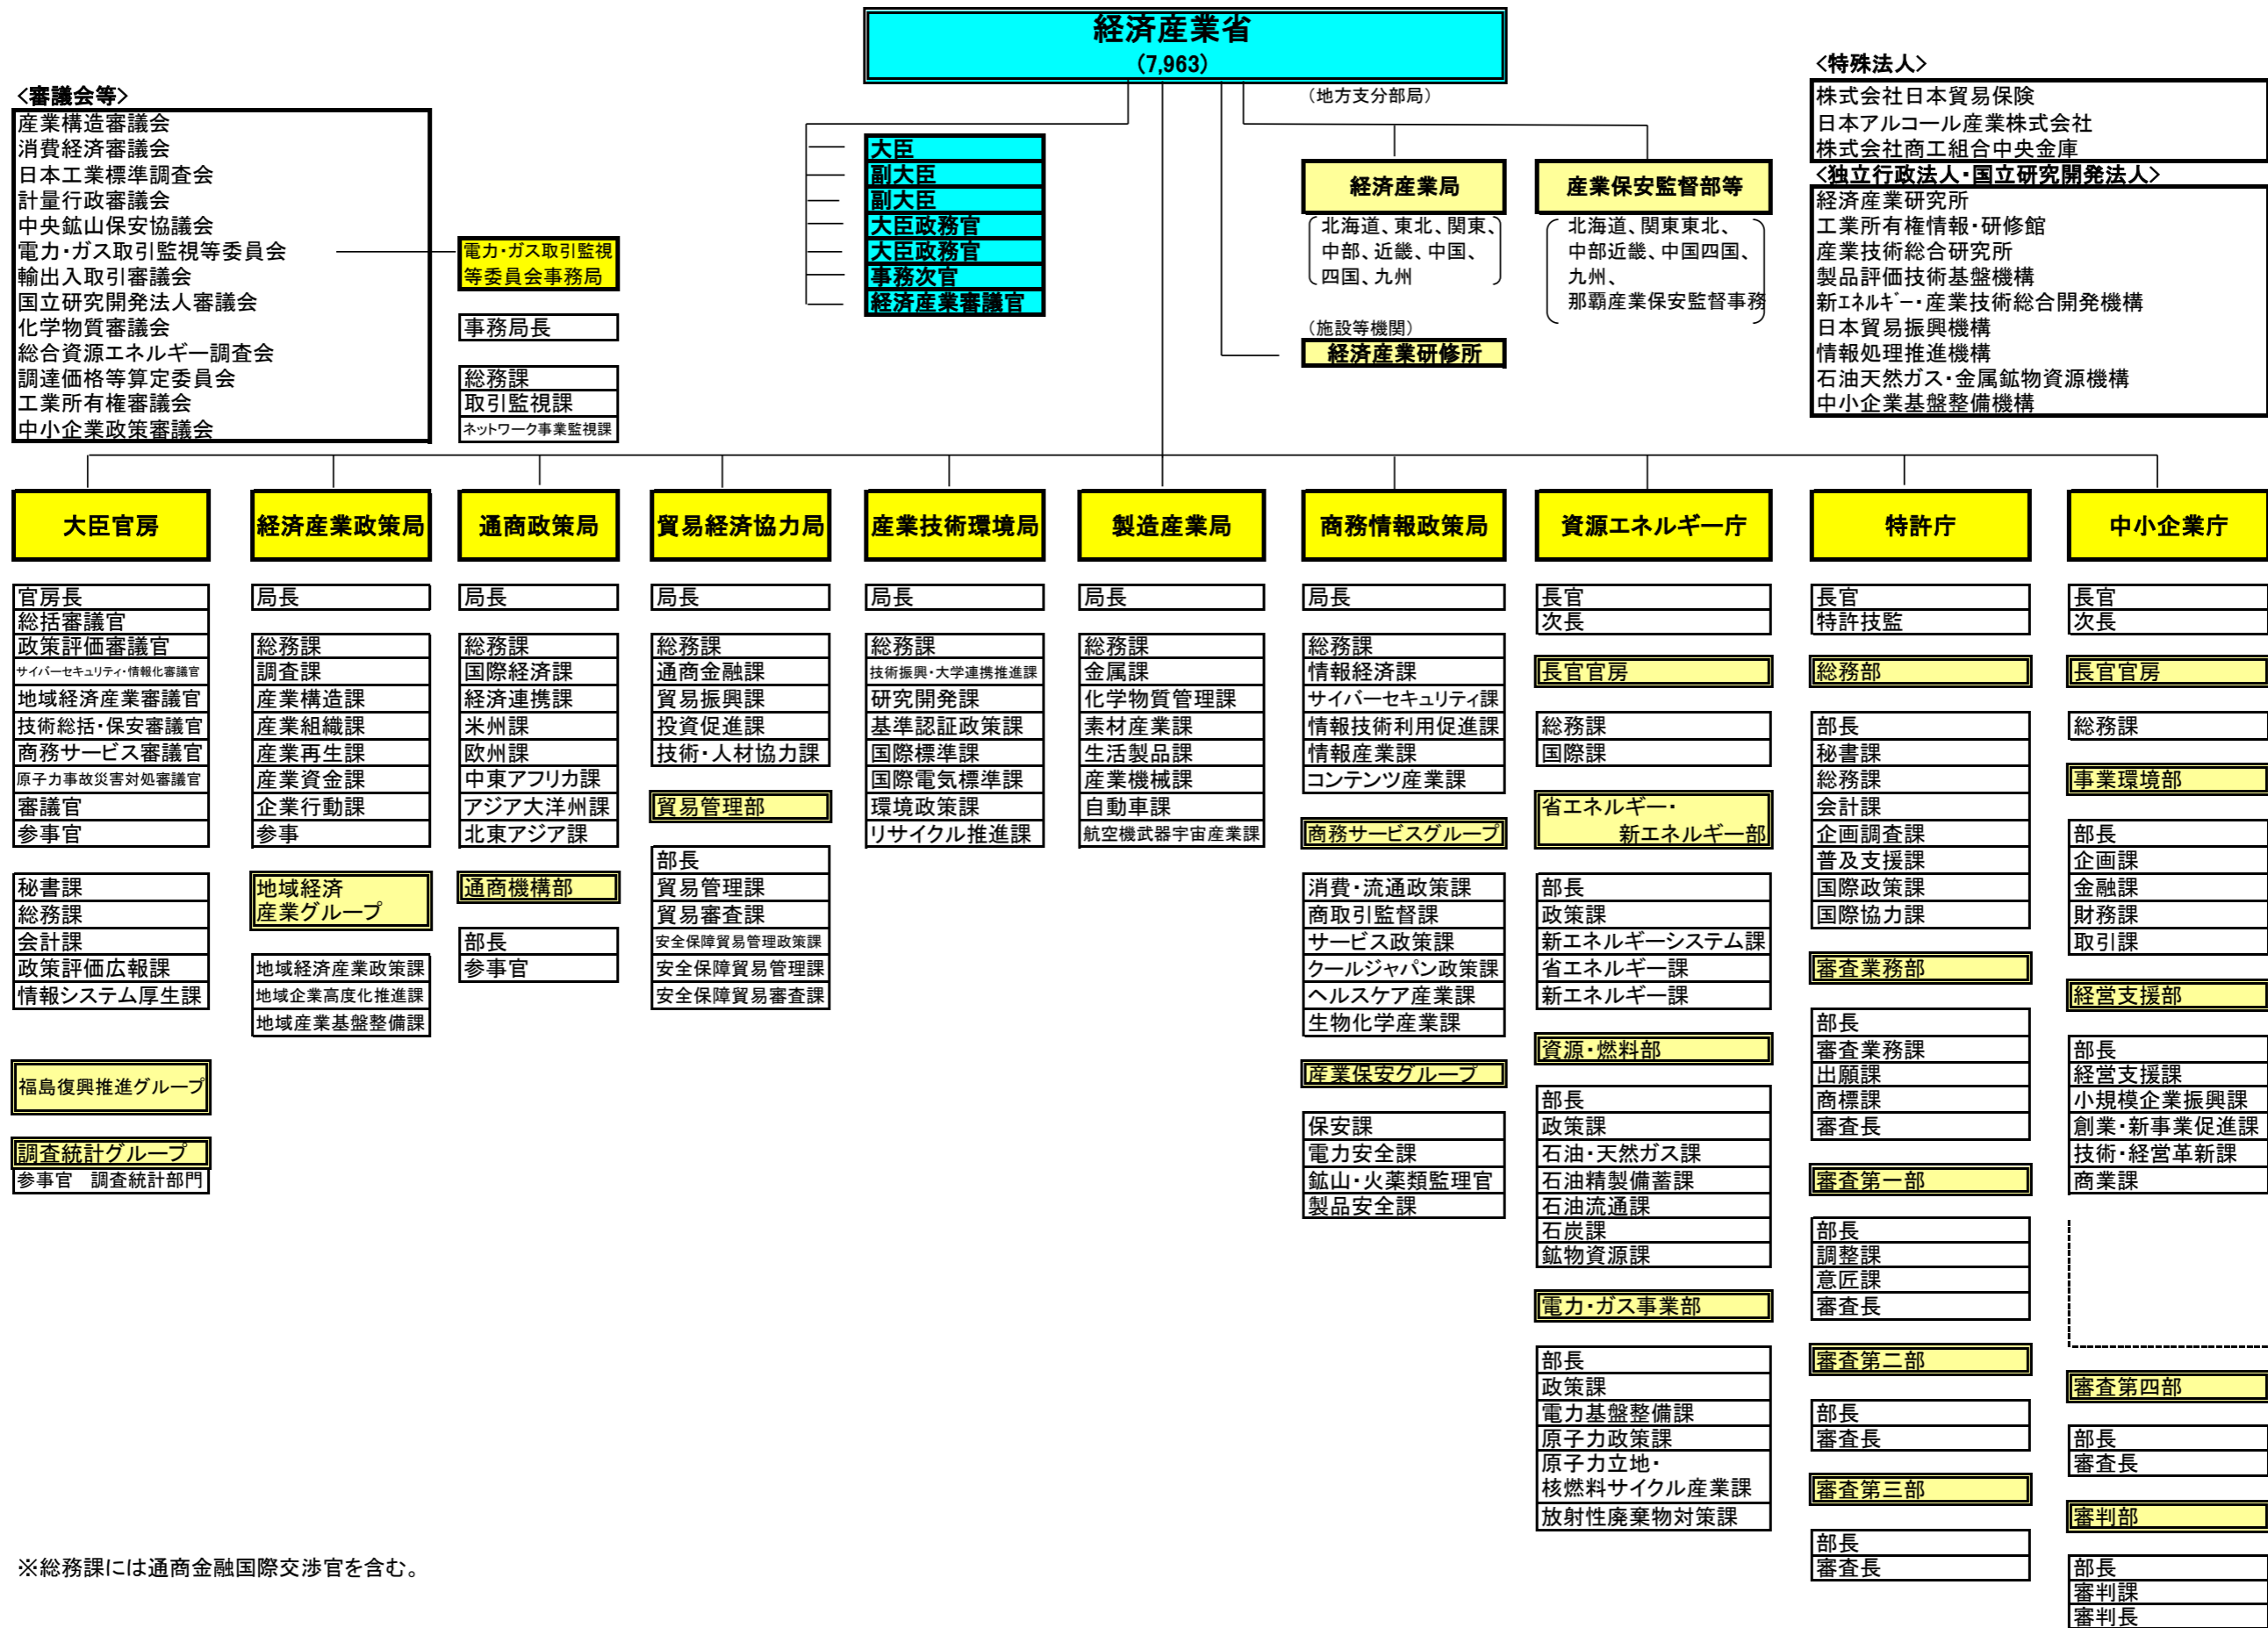 経済産業省
(7,963)
<審議会等>
産業構造審議会
消費経済審議会
日本工業標準調査会
計量行政審議会
中央鉱山保安協議会
電力・ガス取引監視等委員会
輸出入取引審議会
国立研究開発法人審議会
化学物質審議会
総合資源エネルギー調査会
調達価格等算定委員会
工業所有権審議会
中小企業政策審議会
電力・ガス取引監視
等委員会事務局
事務局長
総務課
取引監視課
ネットワーク事業監視課
大臣
副大臣
副大臣
大臣政務官
大臣政務官
事務次官
経済産業審議官
(地方支分部局)
経済産業局
北海道、東北、関東、
中部、近畿、中国、
四国、九州
産業保安監督部等
北海道、関東東北、
中部近畿、中国四国、
九州、
那覇産業保安監督事務
(施設等機関)
経済産業研修所
<特殊法人>
株式会社日本貿易保険
日本アルコール産業株式会社
株式会社商工組合中央金庫
<独立行政法人・国立研究開発法人>
経済産業研究所
工業所有権情報・研修館
産業技術総合研究所
製品評価技術基盤機構
新エネルギー・産業技術総合開発機構
日本貿易振興機構
情報処理推進機構
石油天然ガス・金属鉱物資源機構
中小企業基盤整備機構
大臣官房
官房長
総括審議官
政策評価審議官
サイバーセキュリティ・情報化審議官
地域経済産業審議官
技術総括・保安審議官
商務サービス審議官
原子力事故災害対処審議官
審議官
参事官
秘書課
総務課
会計課
政策評価広報課
情報システム厚生課
福島復興推進グループ
調査統計グループ
参事官 調査統計部門
経済産業政策局
局長
総務課
調査課
産業構造課
産業組織課
産業再生課
産業資金課
企業行動課
参事
地域経済
産業グループ
地域経済産業政策課
地域企業高度化推進課
地域産業基盤整備課
通商政策局
局長
総務課
国際経済課
経済連携課
米州課
欧州課
中東アフリカ課
アジア大洋州課
北東アジア課
通商機構部
部長
参事官
貿易経済協力局
局長
総務課
通商金融課
貿易振興課
投資促進課
技術・人材協力課
貿易管理部
部長
貿易管理課
貿易審査課
安全保障貿易管理政策課
安全保障貿易管理課
安全保障貿易審査課
産業技術環境局
局長
総務課
技術振興・大学連携推進課
研究開発課
基準認証政策課
国際標準課
国際電気標準課
環境政策課
リサイクル推進課
製造産業局
局長
総務課
金属課
化学物質管理課
素材産業課
生活製品課
産業機械課
自動車課
航空機武器宇宙産業課
商務情報政策局
局長
総務課
情報経済課
サイバーセキュリティ課
情報技術利用促進課
情報産業課
コンテンツ産業課
商務サービスグループ
消費・流通政策課
商取引監督課
サービス政策課
クールジャパン政策課
ヘルスケア産業課
生物化学産業課
産業保安グループ
保安課
電力安全課
鉱山・火薬類監理官
製品安全課
資源エネルギー庁
長官
次長
長官官房
総務課
国際課
省エネルギー・
新エネルギー部
部長
政策課
新エネルギーシステム課
省エネルギー課
新エネルギー課
資源・燃料部
部長
政策課
石油・天然ガス課
石油精製備蓄課
石油流通課
石炭課
鉱物資源課
電力・ガス事業部
部長
政策課
電力基盤整備課
原子力政策課
原子力立地・
核燃料サイクル産業課
放射性廃棄物対策課
特許庁
長官
特許技監
総務部
部長
秘書課
総務課
会計課
企画調査課
普及支援課
国際政策課
国際協力課
審査業務部
部長
審査業務課
出願課
商標課
審査長
審査第一部
部長
調整課
意匠課
審査長
審査第二部
部長
審査長
審査第三部
部長
審査長
中小企業庁
長官
次長
長官官房
総務課
事業環境部
部長
企画課
金融課
財務課
取引課
経営支援部
部長
経営支援課
小規模企業振興課
創業・新事業促進課
技術・経営革新課
商業課
審査第四部
部長
審査長
審判部
部長
審判課
審判長
※総務課には通商金融国際交渉官を含む。